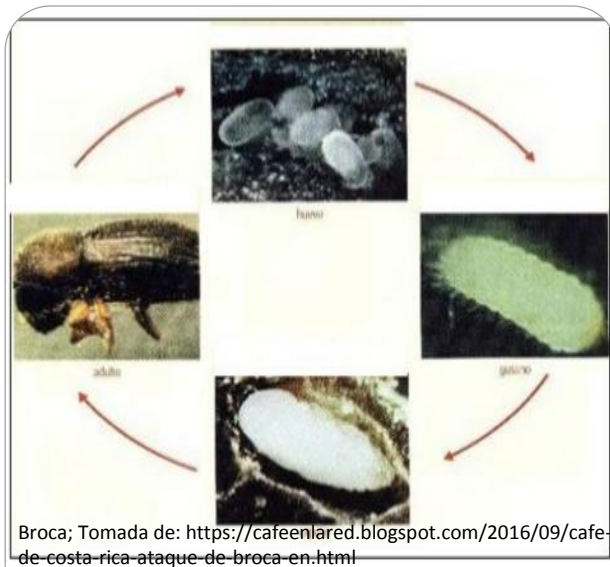 huevo
adulto
gusano
Broca; Tomada de: https://cafeenlared.blogspot.com/2016/09/cafe-
de-costa-rica-ataque-de-broca-en.html